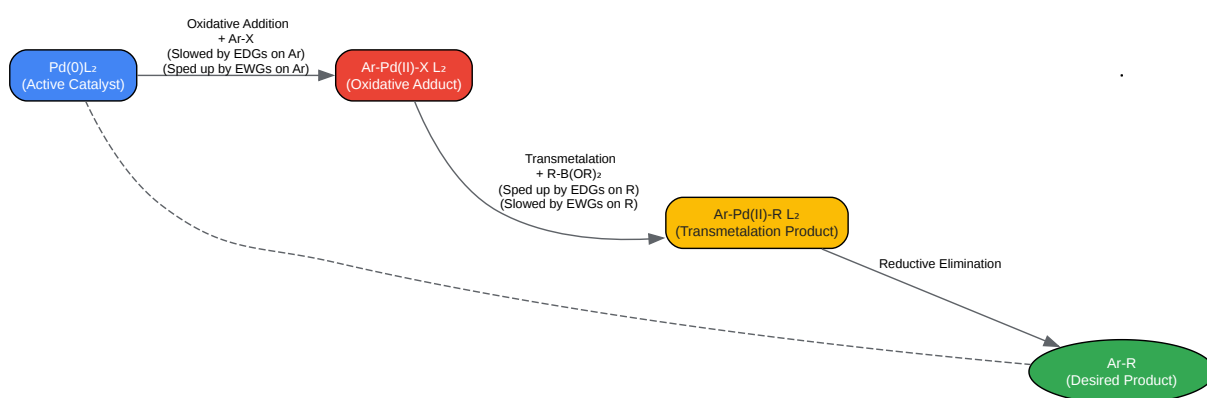 Oxidative Addition
+ Ar-X
(Slowed by EDGs on Ar)
(Sped up by EWGs on Ar)
Pd(0)L₂
(Active Catalyst)
Ar-Pd(II)-X L₂
(Oxidative Adduct)
Transmetalation
+ R-B(OR)₂
(Sped up by EDGs on R)
(Slowed by EWGs on R)
Ar-Pd(II)-R L₂
(Transmetalation Product)
Reductive Elimination
Ar-R
(Desired Product)